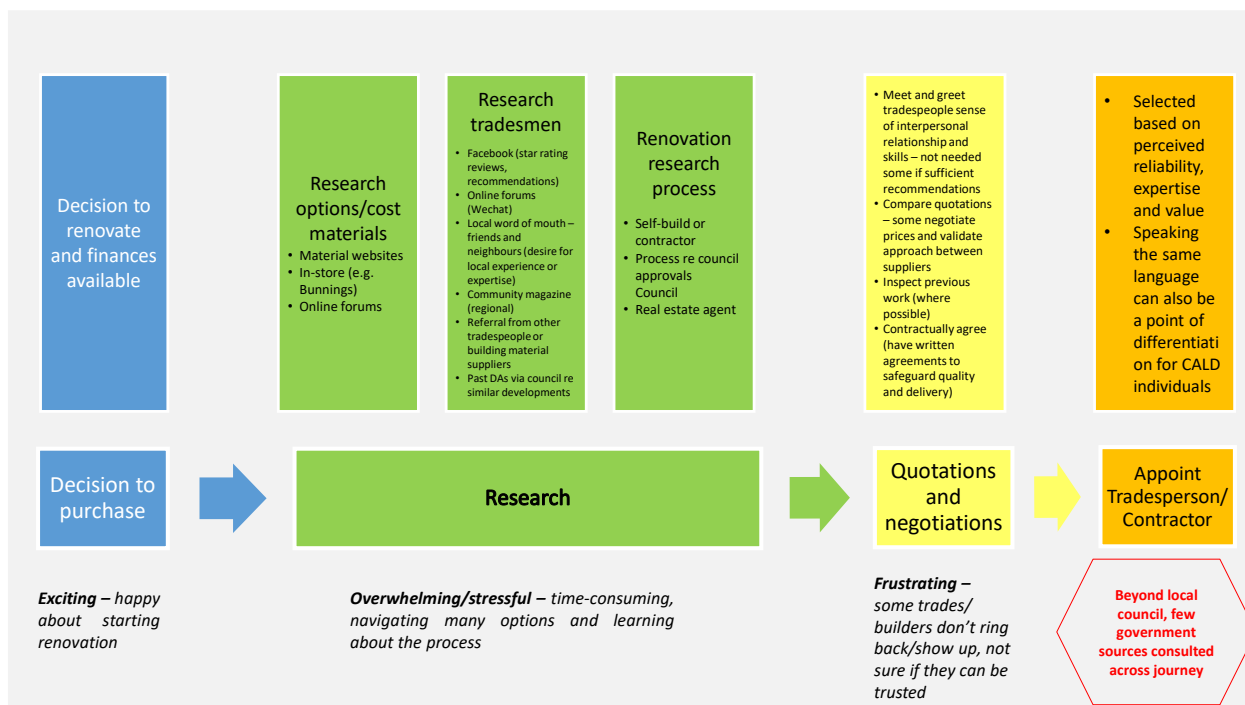 Decision to
renovate
and finances
available
Research
options/cost
materials
• Material websites
• In-store (e.g.
Bunnings)
• Online forums
Research
tradesmen
• Facebook (star rating
reviews,
recommendations)
• Online forums
(Wechat)
• Local word of mouth –
friends and
neighbours (desire for
local experience or
expertise)
• Community magazine
(regional)
• Referral from other
tradespeople or
building material
suppliers
• Past DAs via council re
similar developments
Renovation
research
process
• Self-build or
contractor
• Process re council
approvals
Council
• Real estate agent
• Meet and greet
tradespeople sense
of interpersonal
relationship and
skills – not needed
some if sufficient
recommendations
• Compare quotations
– some negotiate
prices and validate
approach between
suppliers
• Inspect previous
work (where
possible)
• Contractually agree
(have written
agreements to
safeguard quality
and delivery)
• Selected
based on
perceived
reliability,
expertise
and value
• Speaking
the same
language
can also be
a point of
differentiati
on for CALD
individuals
Decision to
purchase
Research
Quotations
and
negotiations
Appoint
Tradesperson/
Contractor
Exciting – happy
about starting
renovation
Overwhelming/stressful – time-consuming,
navigating many options and learning
about the process
Frustrating –
some trades/
builders don't ring
back/show up, not
sure if they can be
trusted
Beyond local
council, few
government
sources consulted
across journey